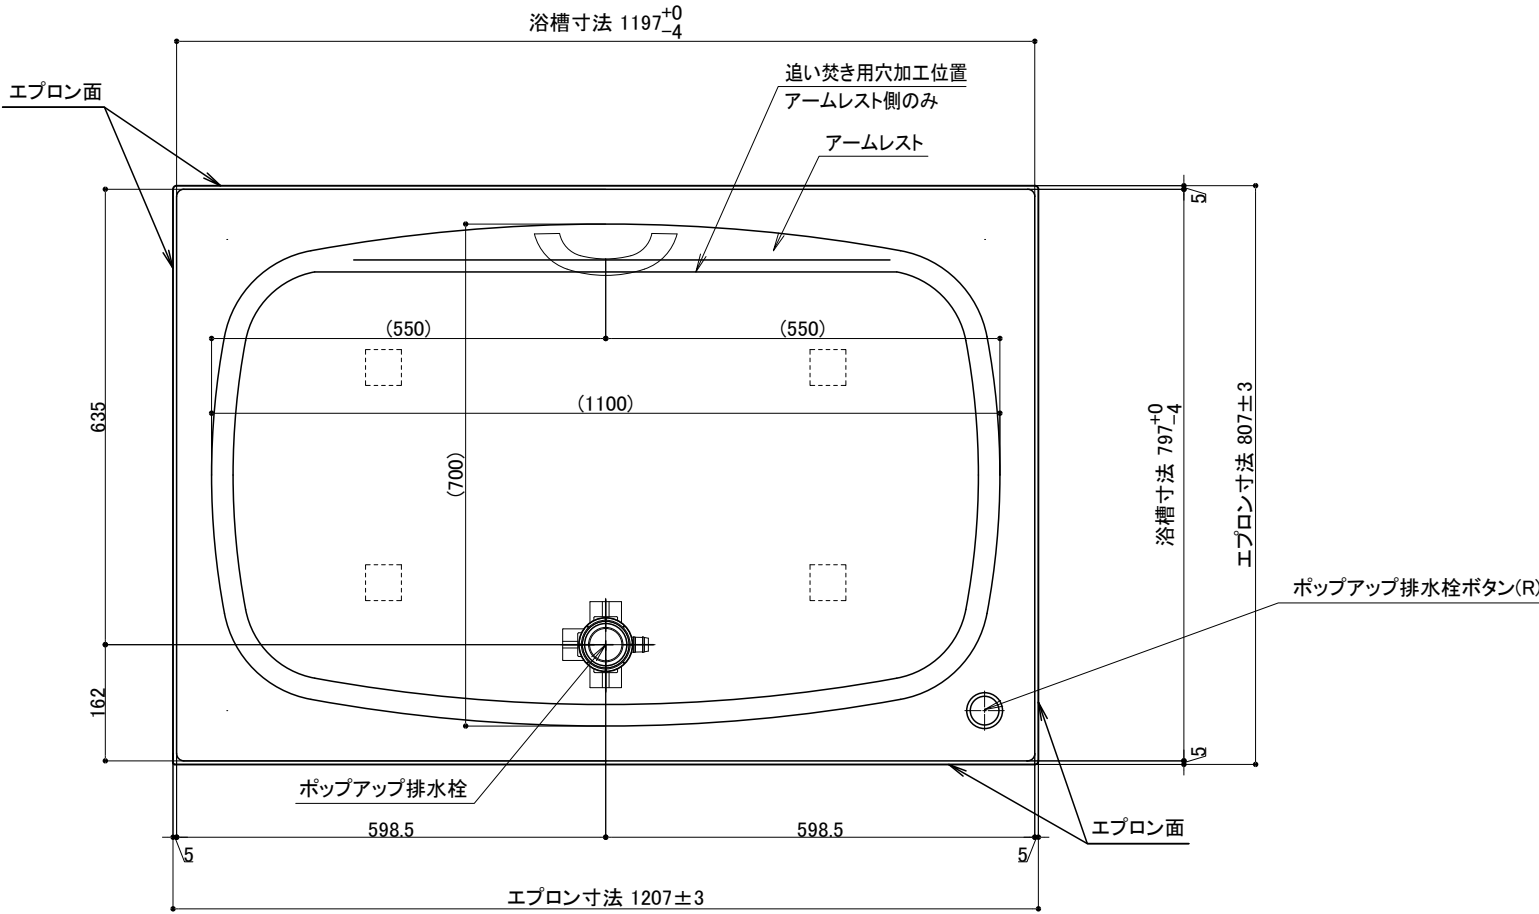 浴槽寸法 1197 +0 -4
エプロン面
追い焚き用穴加工位置
アームレスト側のみ
アームレスト
5
(550)
(550)
(1100)
635
(700)
浴槽寸法 797 +0 -4
エプロン寸法 807±3
ポップアップ排水栓ボタン(R)
162
5
ポップアップ排水栓
598.5
598.5
エプロン面
5
5
エプロン寸法 1207±3